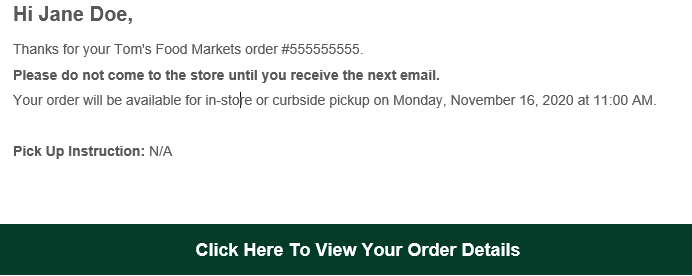 Hi Jane Doe,
Thanks for your Tom's Food Markets order #555555555.
Please do not come to the store until you receive the next email.
Your order will be available for in-store or curbside pickup on Monday, November 16, 2020 at 11:00 AM.
Pick Up Instruction: N/A
Click Here To View Your Order Details